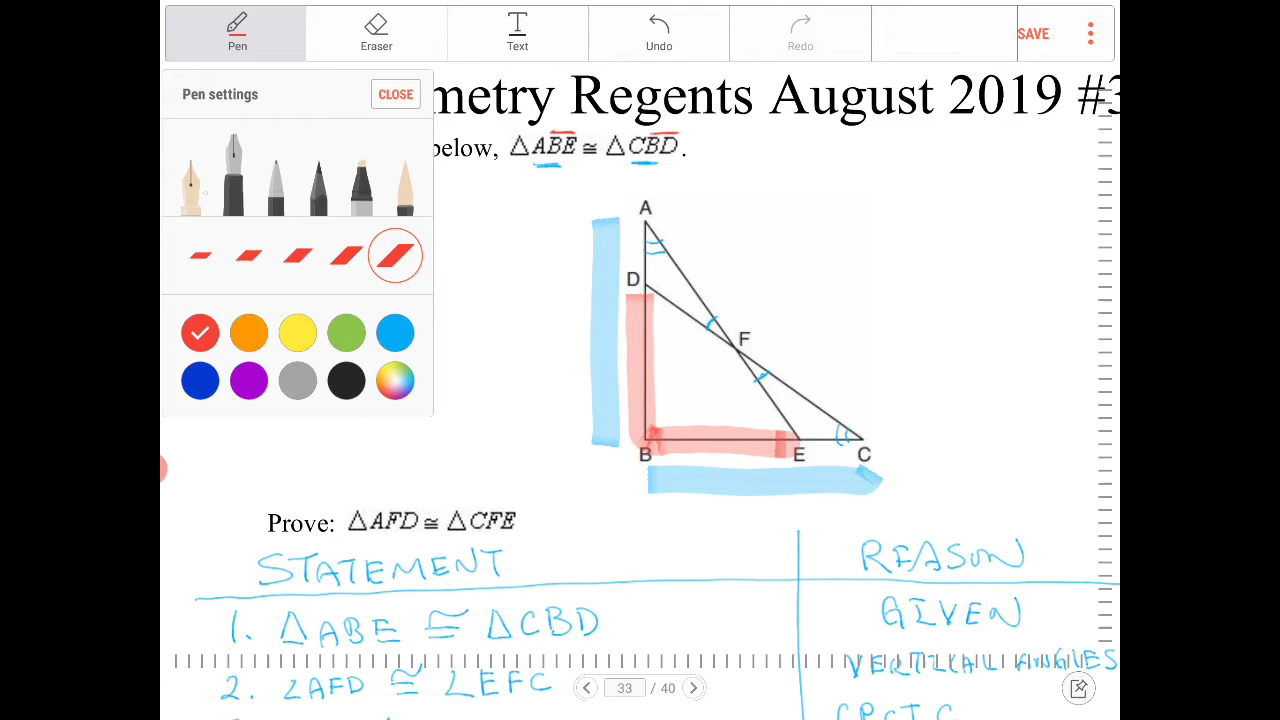 Pen Eraser Text Undo Redo SAVE
Pen settings CLOSE
metry Regents August 2019 #3
below, △ABE ≅ △CBD.
A
D
F
B E C
Prove: △AFD ≅ △CFE
STATEMENT REASON
1. △ABE ≅ △CBD GIVEN
2. ∠AFD ≅ ∠EFC VERTICAL ANGLES
CPCTC
33 / 40